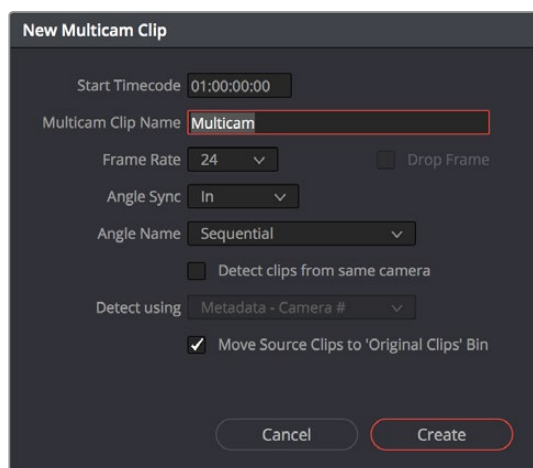 New Multicam Clip
Start Timecode 01:00:00:00
Multicam Clip Name Multicam
Frame Rate 24 Drop Frame
Angle Sync In
Angle Name Sequential
Detect clips from same camera
Detect using Metadata - Camera #
Move Source Clips to 'Original Clips' Bin
Cancel Create